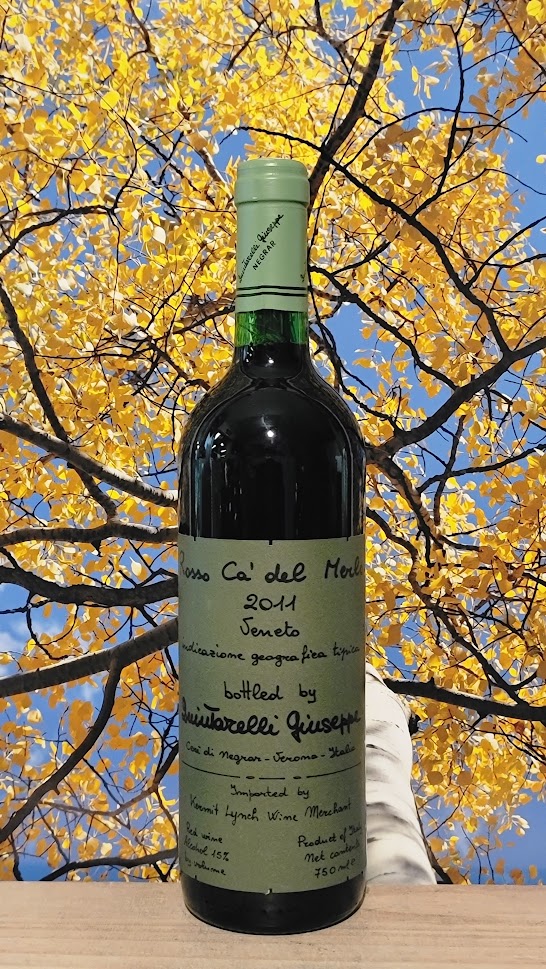 Quintarelli Giuseppe
NEGRAR
Rosso Ca' del Merlo
2011
Veneto
indicazione geografica tipica
bottled by
Quintarelli Giuseppe
Cerè di Negrar - Verona - Italia
Imported by
Kermit Lynch Wine Merchant
Red wine
Alcohol 15%
by volume
Product of Italy
Net contents
750 ml e